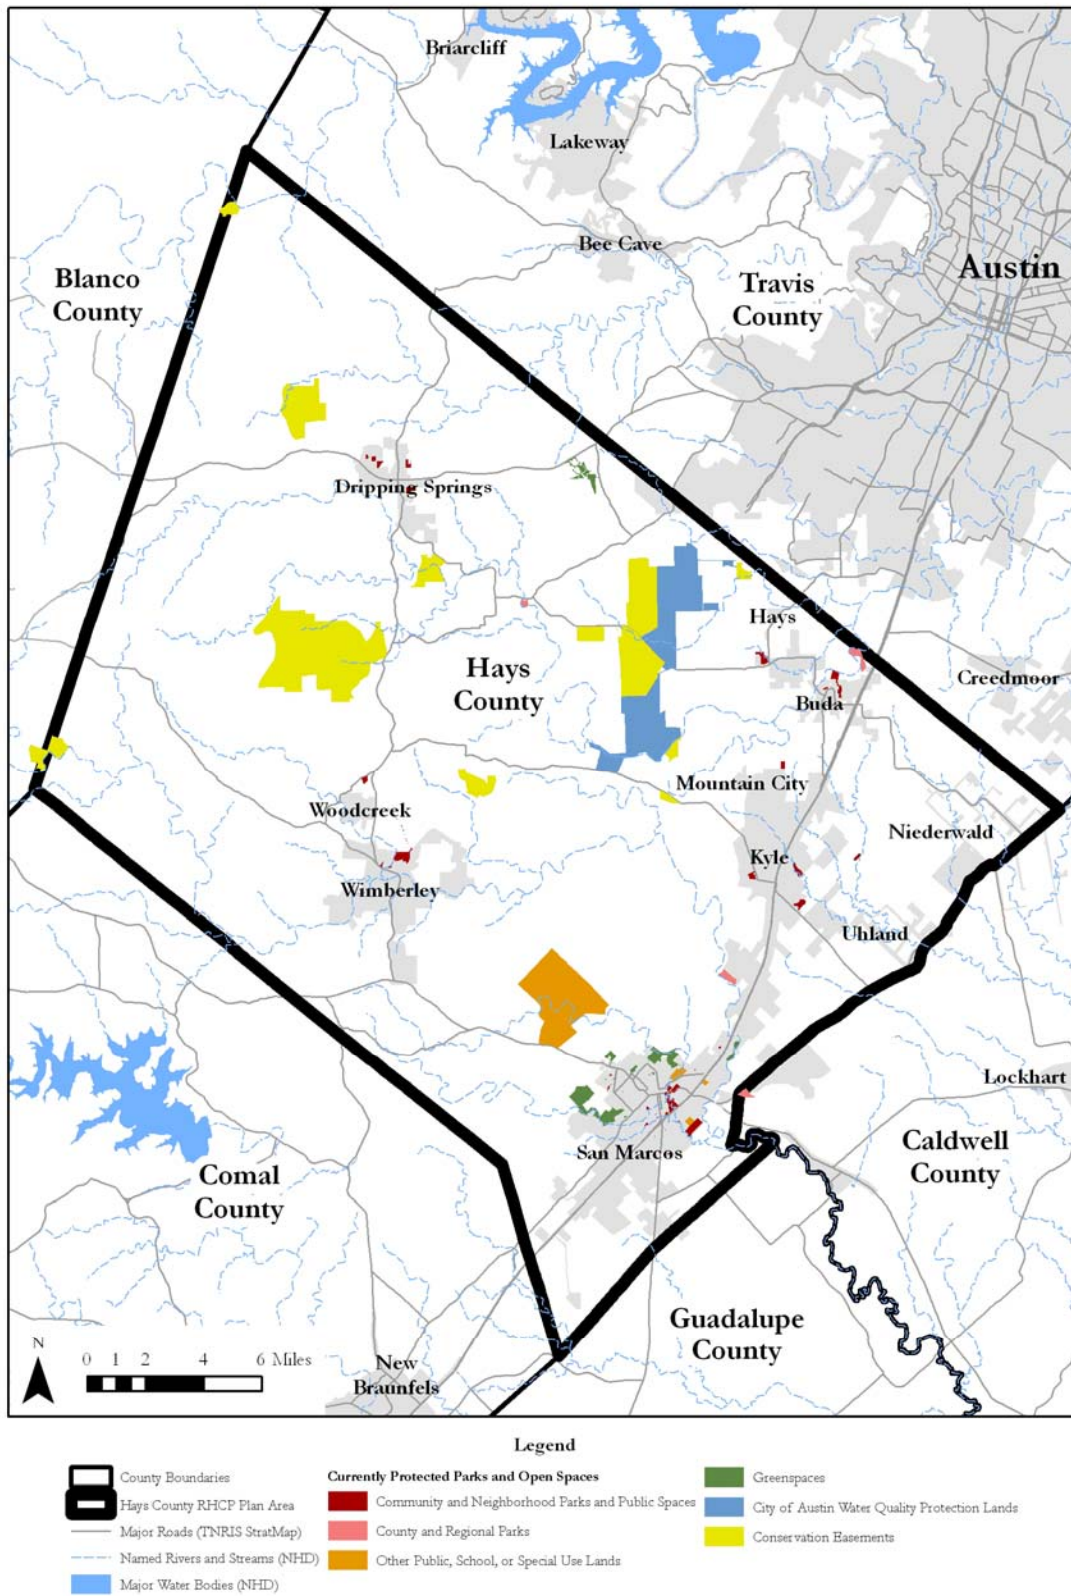 Briarcliff
Lakeway
Bee Cave
Blanco
County
Travis
County
Austin
Dripping Springs
Hays
Hays
County
Creedmoor
Buda
Mountain City
Woodcreek
Niederwald
Kyle
Wimberley
Uhland
Lockhart
San Marcos
Caldwell
County
Comal
County
Guadalupe
County
N
0 1 2 4 6 Miles
New
Braunfels
Legend
County Boundaries
Hays County RHCP Plan Area
Major Roads (TNRIS StratMap)
Named Rivers and Streams (NHD)
Major Water Bodies (NHD)
Currently Protected Parks and Open Spaces
Community and Neighborhood Parks and Public Spaces
County and Regional Parks
Other Public, School, or Special Use Lands
Greenspaces
City of Austin Water Quality Protection Lands
Conservation Easements